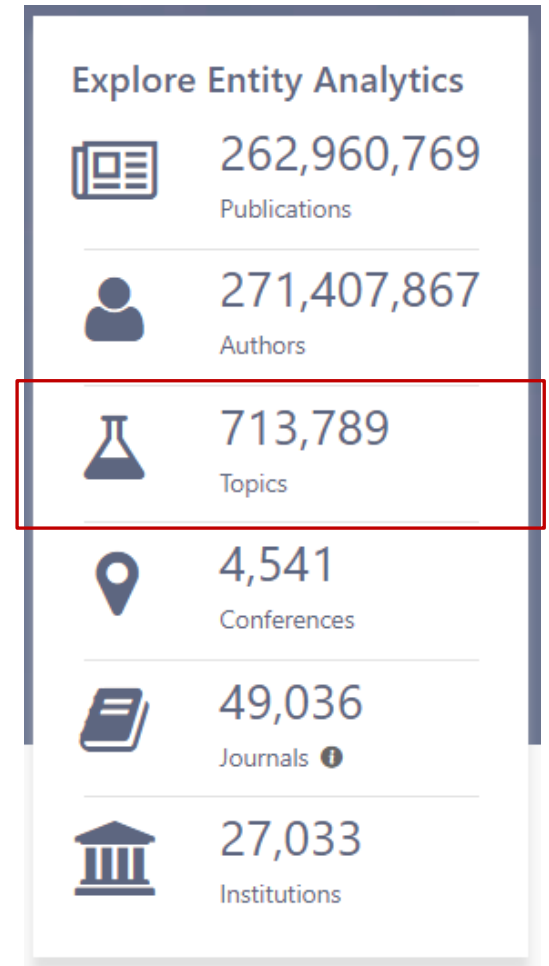 Explore Entity Analytics
262,960,769
Publications
271,407,867
Authors
713,789
Topics
4,541
Conferences
49,036
Journals
27,033
Institutions